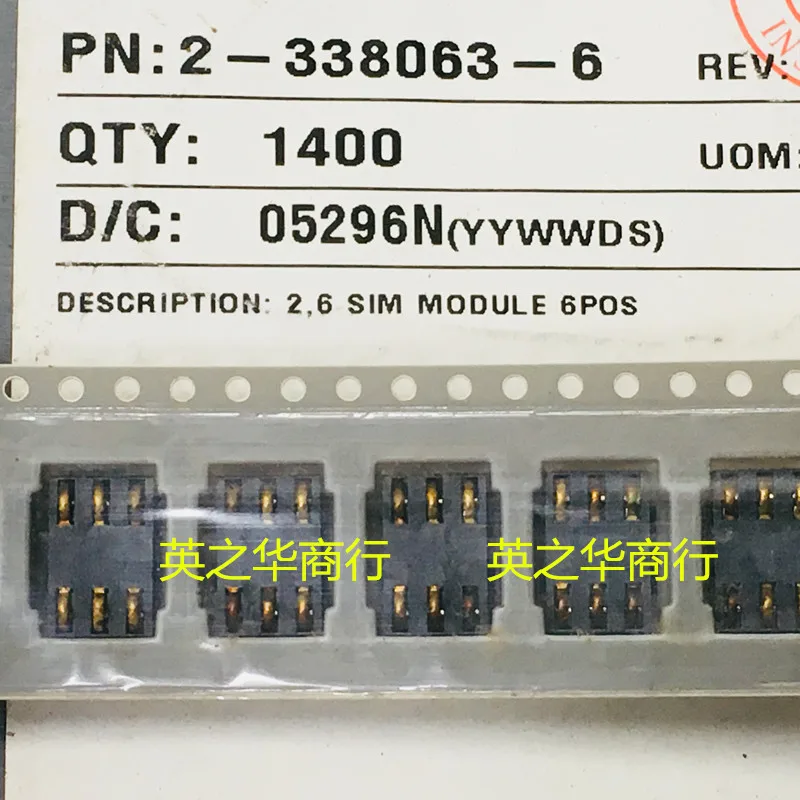 PN: 2-338063-6 REV:
QTY: 1400 UOM:
D/C: 05296N(YYWWDS)
DESCRIPTION: 2,6 SIM MODULE 6POS
英之华商行 英之华商行